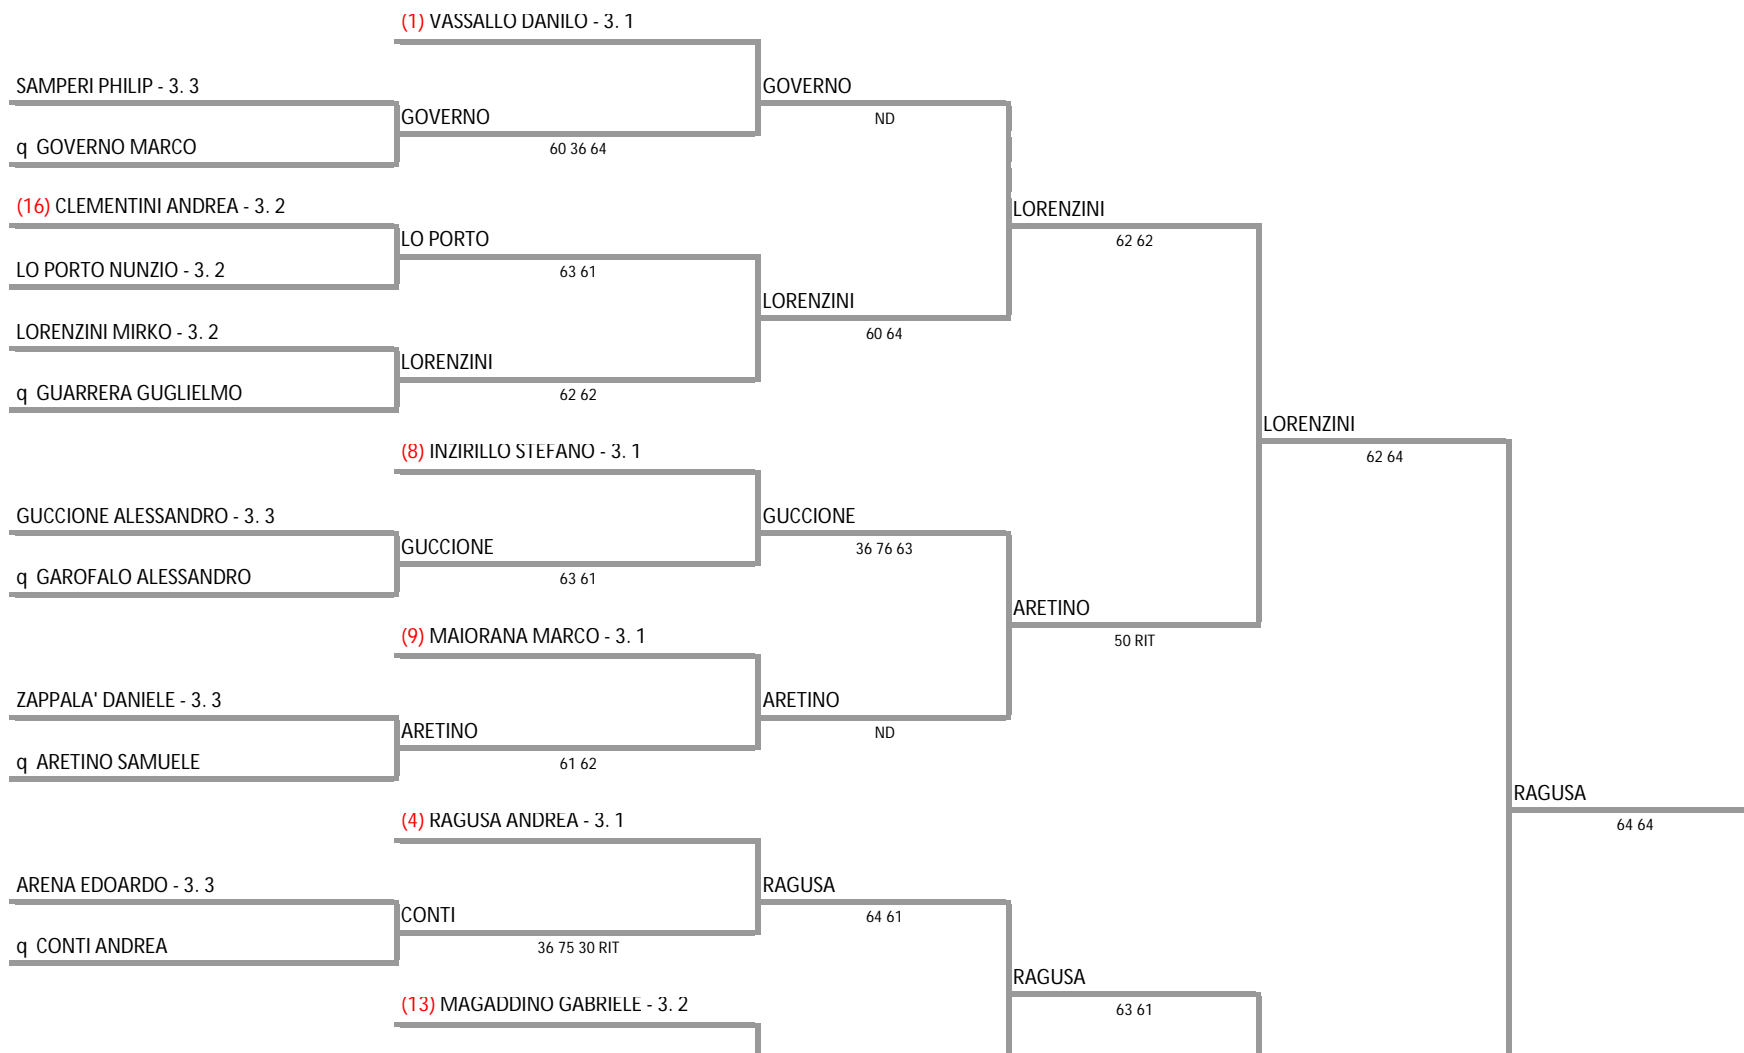 (1) VASSALLO DANILO - 3. 1
SAMPERI PHILIP - 3. 3
GOVERNO
GOVERNO
ND
q GOVERNO MARCO
60 36 64
(16) CLEMENTINI ANDREA - 3. 2
LORENZINI
LO PORTO
62 62
LO PORTO NUNZIO - 3. 2
63 61
LORENZINI
LORENZINI MIRKO - 3. 2
60 64
LORENZINI
q GUARRERA GUGLIELMO
62 62
LORENZINI
(8) INZIRILLO STEFANO - 3. 1
62 64
GUCCIONE ALESSANDRO - 3. 3
GUCCIONE
GUCCIONE
36 76 63
q GAROFALO ALESSANDRO
63 61
ARETINO
(9) MAIORANA MARCO - 3. 1
50 RIT
ZAPPALA' DANIELE - 3. 3
ARETINO
ARETINO
ND
q ARETINO SAMUELE
61 62
RAGUSA
(4) RAGUSA ANDREA - 3. 1
64 64
ARENA EDOARDO - 3. 3
RAGUSA
CONTI
64 61
q CONTI ANDREA
36 75 30 RIT
RAGUSA
(13) MAGADDINO GABRIELE - 3. 2
63 61